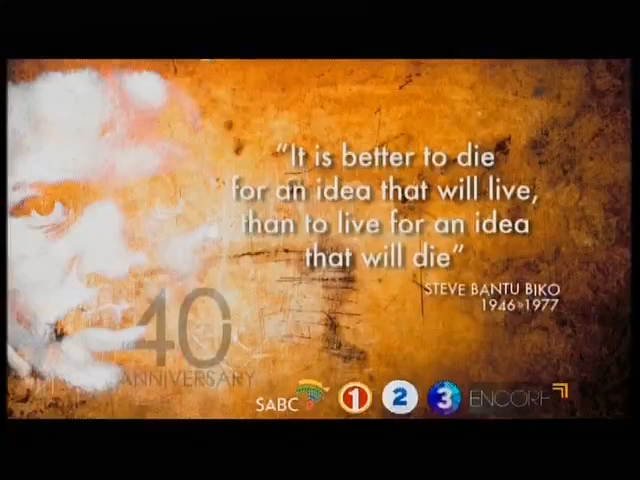 “It is better to die
for an idea that will live,
than to live for an idea
that will die”
STEVE BANTU BIKO
1946»1977
40
ANNIVERSARY
SABC 1 2 3 ENCORE